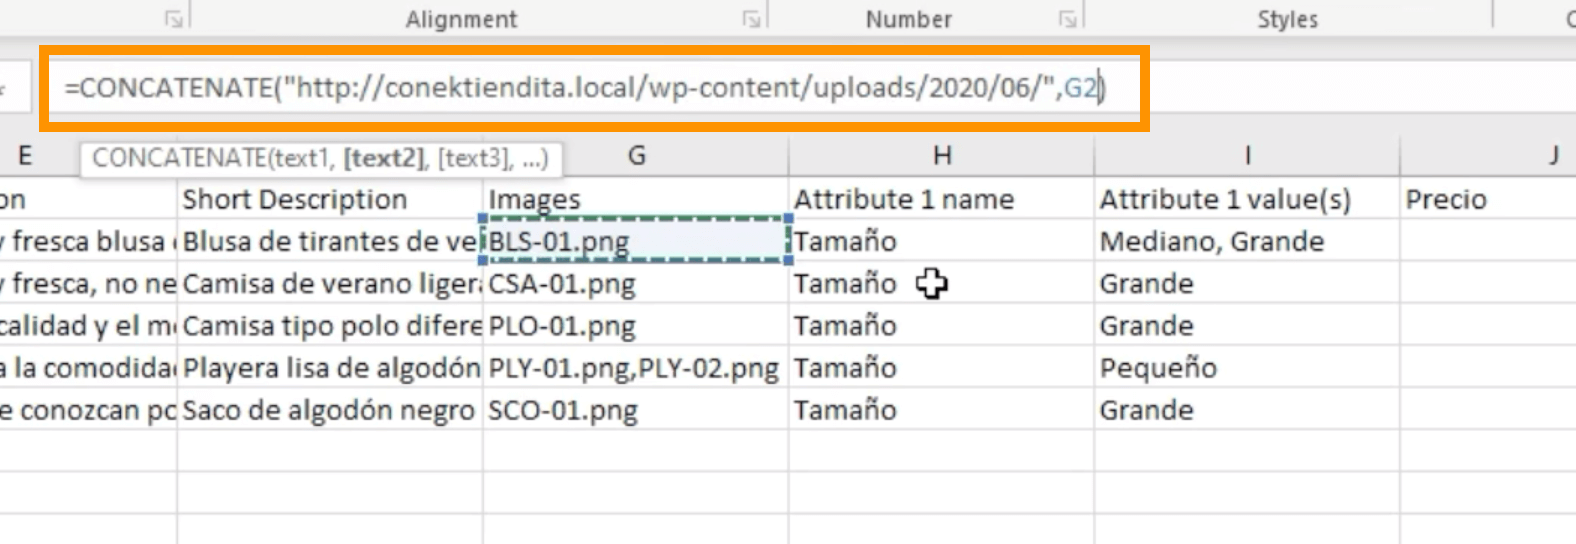 Alignment Number Styles
=CONCATENATE("http://conektiendita.local/wp-content/uploads/2020/06/",G2)
CONCATENATE(text1, [text2], [text3], ...)
E G H I J
on Short Description Images Attribute 1 name Attribute 1 value(s) Precio
y fresca blusa Blusa de tirantes de ve BLS-01.png Tamaño Mediano, Grande
y fresca, no ne Camisa de verano liger CSA-01.png Tamaño Grande
calidad y el m Camisa tipo polo difere PLO-01.png Tamaño Grande
a la comodida Playera lisa de algodón PLY-01.png,PLY-02.png Tamaño Pequeño
e conozcan po Saco de algodón negro SCO-01.png Tamaño Grande